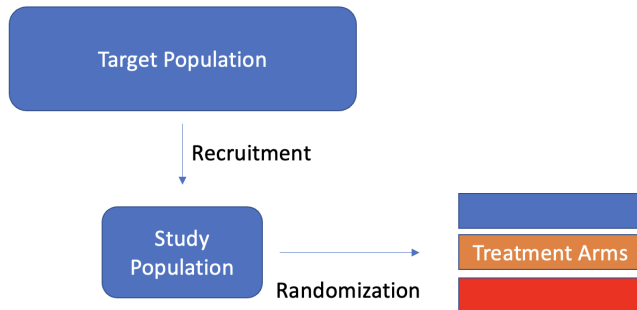 Target Population
Recruitment
Study
Population
Randomization
Treatment Arms